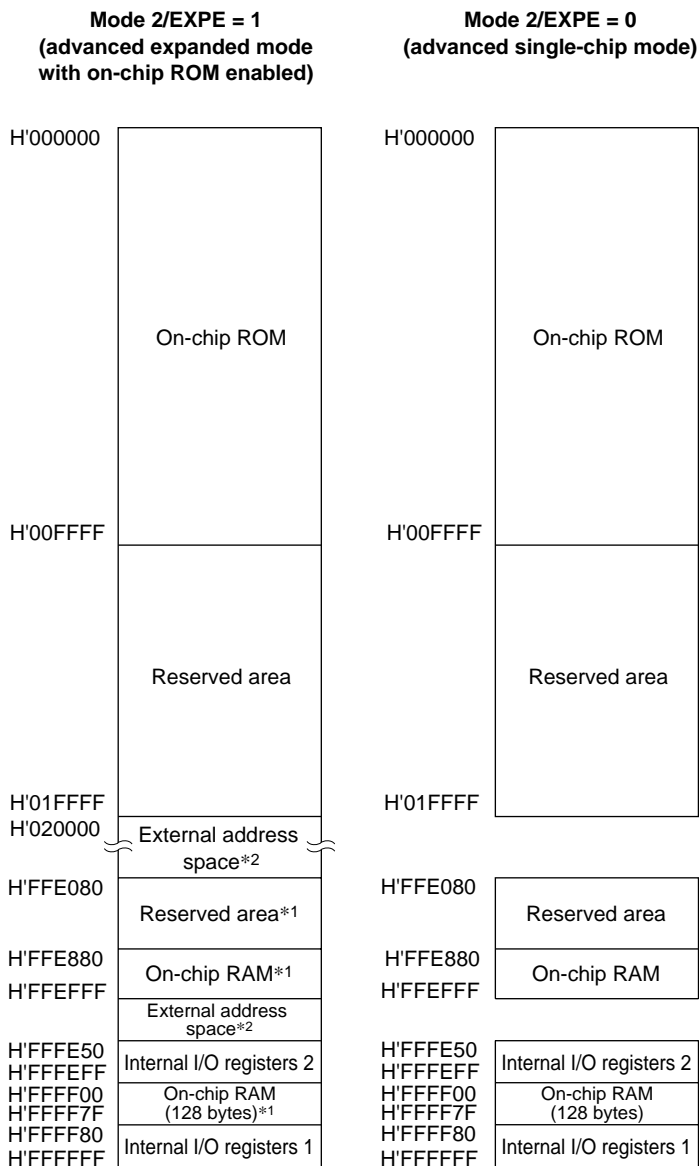 Mode 2/EXPE = 1
(advanced expanded mode
with on-chip ROM enabled)
H'000000
On-chip ROM
H'00FFFF
Reserved area
H'01FFFF
H'020000
External address
space*2
H'FFE080
Reserved area*1
H'FFE880
On-chip RAM*1
H'FFEFFF
External address
space*2
H'FFFE50
Internal I/O registers 2
H'FFFEFF
H'FFFF00
On-chip RAM
(128 bytes)*1
H'FFFF7F
H'FFFF80
Internal I/O registers 1
H'FFFFFF
Mode 2/EXPE = 0
(advanced single-chip mode)
H'000000
On-chip ROM
H'00FFFF
Reserved area
H'01FFFF
H'FFE080
Reserved area
H'FFE880
On-chip RAM
H'FFEFFF
H'FFFE50
Internal I/O registers 2
H'FFFEFF
H'FFFF00
On-chip RAM
(128 bytes)
H'FFFF7F
H'FFFF80
Internal I/O registers 1
H'FFFFFF